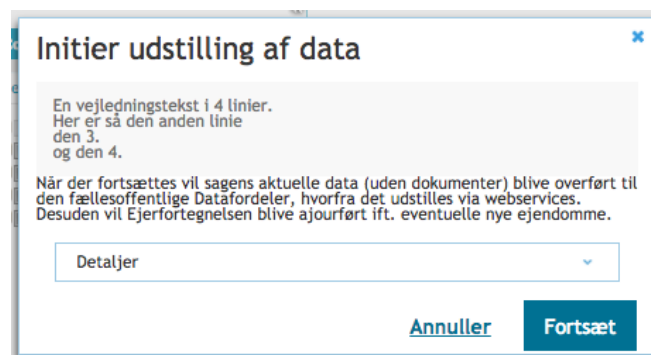 Initier udstilling af data
En vejledningstekst i 4 linier.
Her er så den anden linie
den 3.
og den 4.
Når der fortsættes vil sagens aktuelle data (uden dokumenter) blive overført til
den fællesoffentlige Datafordeler, hvorfra det udstilles via webservices.
Desuden vil Ejerfortegnelsen blive ajourført ift. eventuelle nye ejendomme.
Detaljer
Annuller
Fortsæt